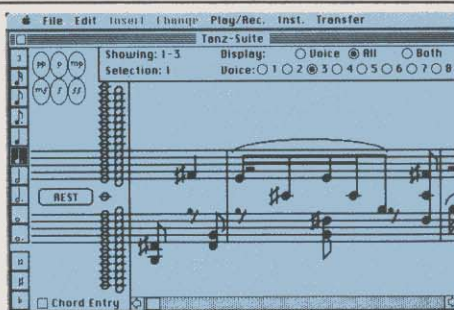 File Edit Insert Change Play/Rec. Inst. Transfer
Tanz-Suite
Showing: 1-3 Display: Voice All Both
Selection: 1 Voice: 1 2 3 4 5 6 7 8
pp p mp
mf f ff
REST
Chord Entry